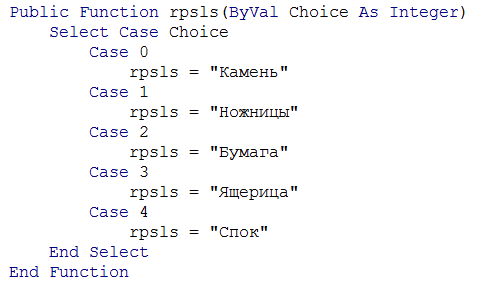 Public Function rpsls(ByVal Choice As Integer)
    Select Case Choice
        Case 0
            rpsls = "Камень"
        Case 1
            rpsls = "Ножницы"
        Case 2
            rpsls = "Бумага"
        Case 3
            rpsls = "Ящерица"
        Case 4
            rpsls = "Спок"
    End Select
End Function